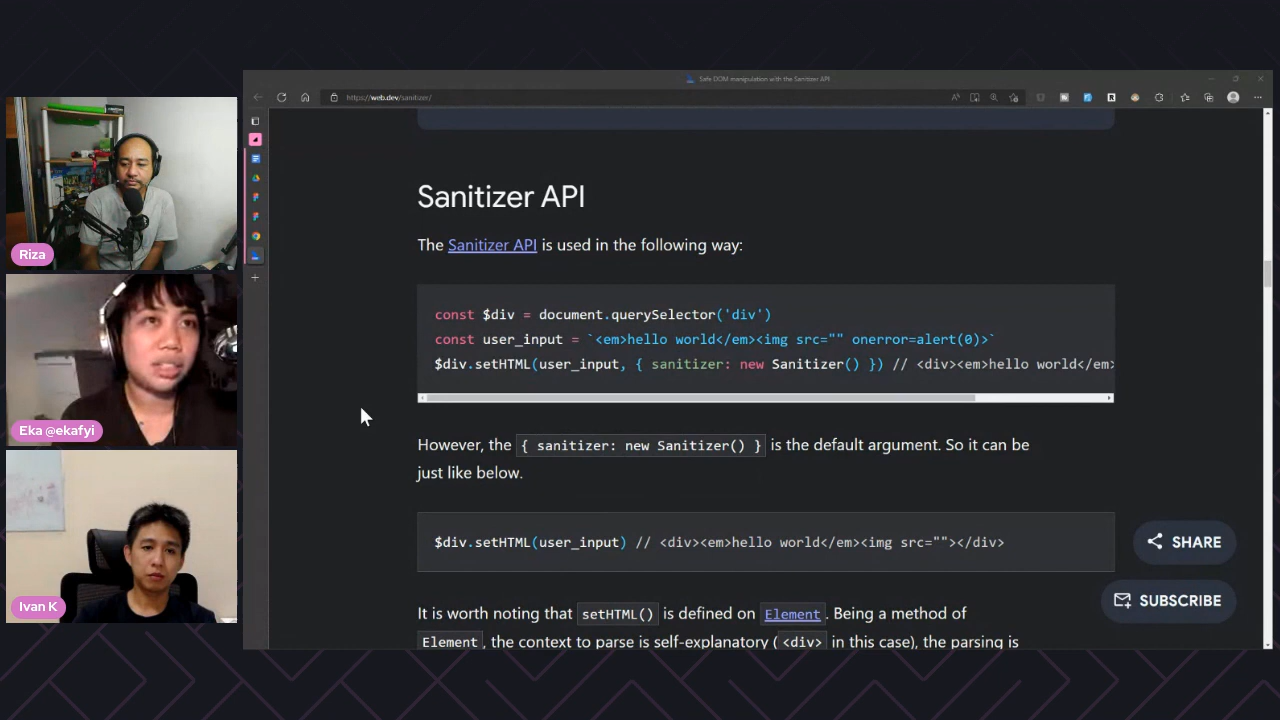 Safe DOM manipulation with the Sanitizer API
https://web.dev/sanitizer/
Riza
Eka @ekafyi
Ivan K
Sanitizer API
The Sanitizer API is used in the following way:
const $div = document.querySelector('div')
const user_input = `<em>hello world</em><img src="" onerror=alert(0)>`
$div.setHTML(user_input, { sanitizer: new Sanitizer() }) // <div><em>hello world</em>
However, the { sanitizer: new Sanitizer() } is the default argument. So it can be
just like below.
$div.setHTML(user_input) // <div><em>hello world</em><img src=""></div>
SHARE
SUBSCRIBE
It is worth noting that setHTML() is defined on Element. Being a method of
Element, the context to parse is self-explanatory (<div> in this case), the parsing is